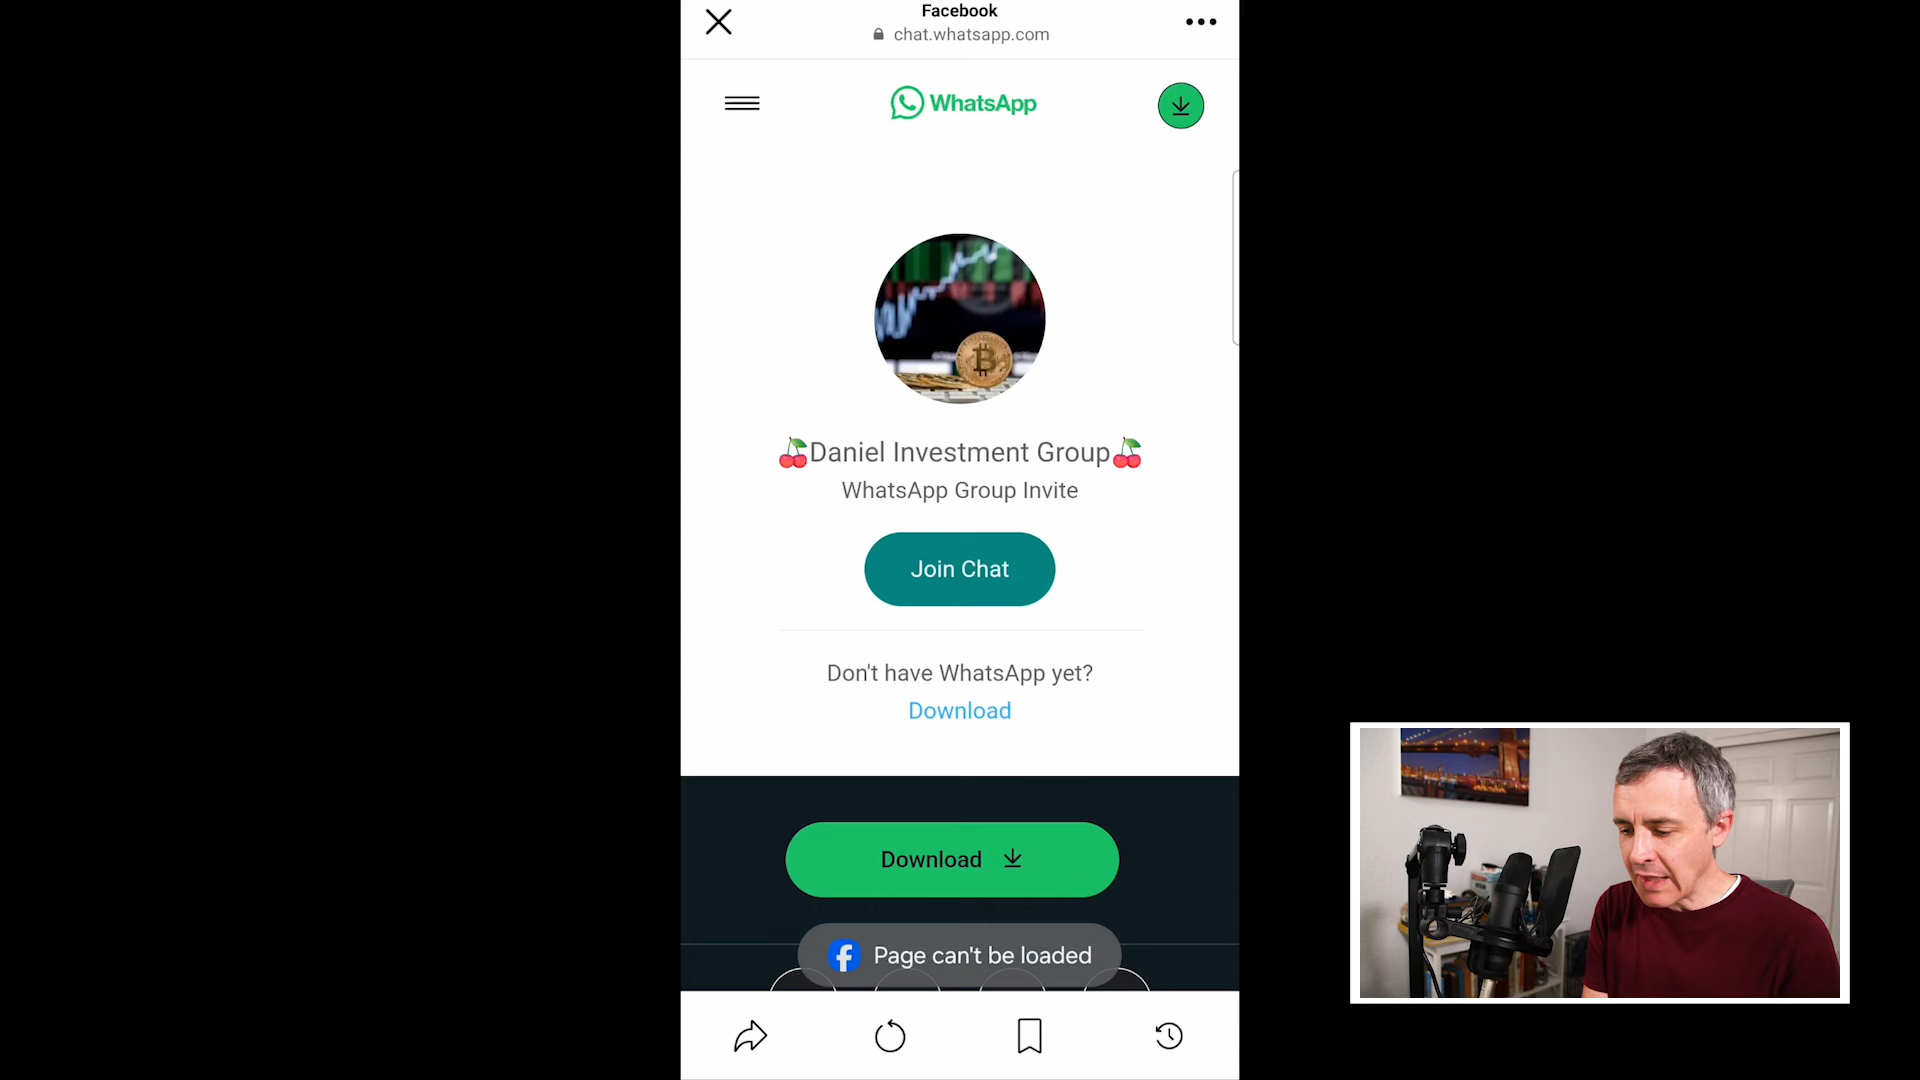 Facebook
chat.whatsapp.com
WhatsApp
🍒Daniel Investment Group🍒
WhatsApp Group Invite
Join Chat
Don't have WhatsApp yet?
Download
Download
Page can't be loaded